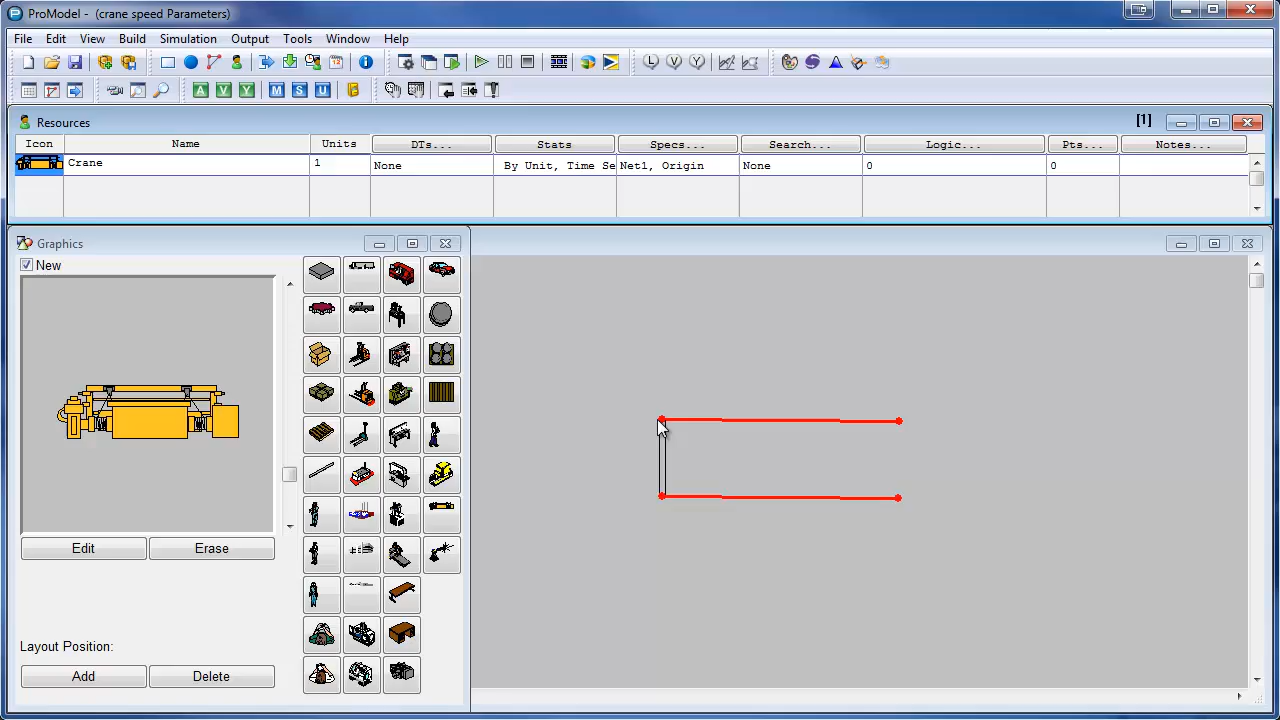 ProModel - (crane speed Parameters)
File Edit View Build Simulation Output Tools Window Help
Resources [1]
Icon Name Units DTs... Stats Specs... Search... Logic... Pts... Notes...
Crane 1 None By Unit, Time Se Net1, Origin None 0 0
Graphics
New
Edit Erase
Layout Position:
Add Delete